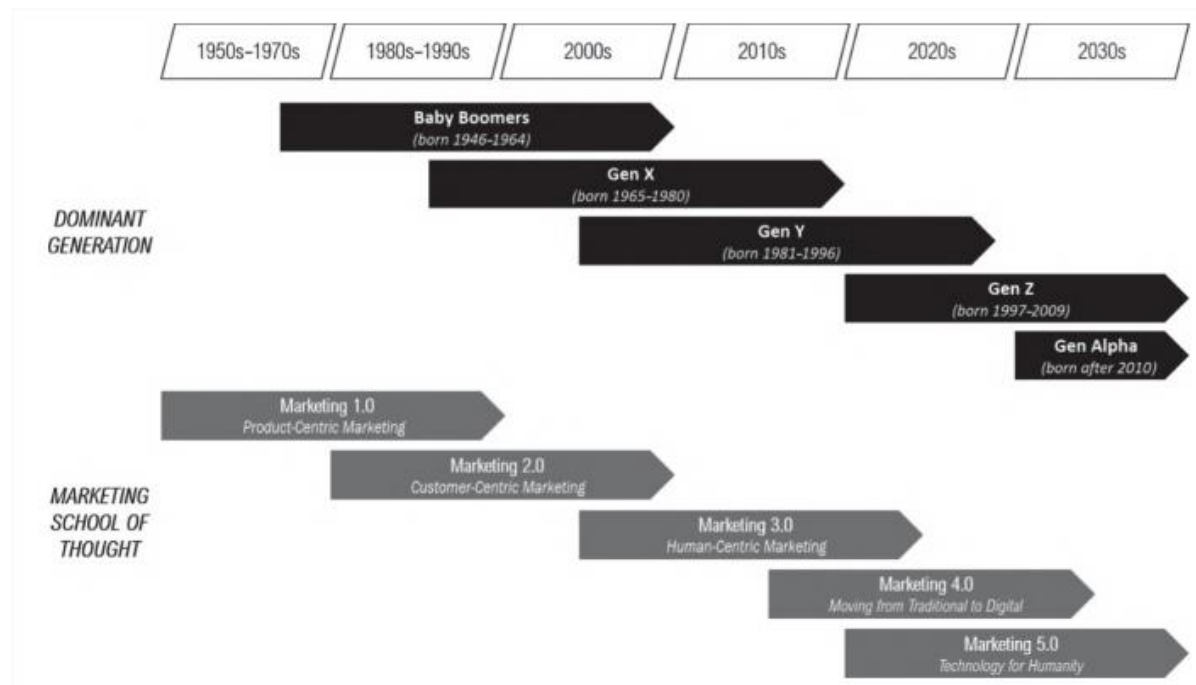 1950s–1970s
1980s–1990s
2000s
2010s
2020s
2030s
Baby Boomers
(born 1946–1964)
Gen X
(born 1965–1980)
DOMINANT
GENERATION
Gen Y
(born 1981–1996)
Gen Z
(born 1997–2009)
Gen Alpha
(born after 2010)
Marketing 1.0
Product-Centric Marketing
Marketing 2.0
Customer-Centric Marketing
MARKETING
SCHOOL OF
THOUGHT
Marketing 3.0
Human-Centric Marketing
Marketing 4.0
Moving from Traditional to Digital
Marketing 5.0
Technology for Humanity